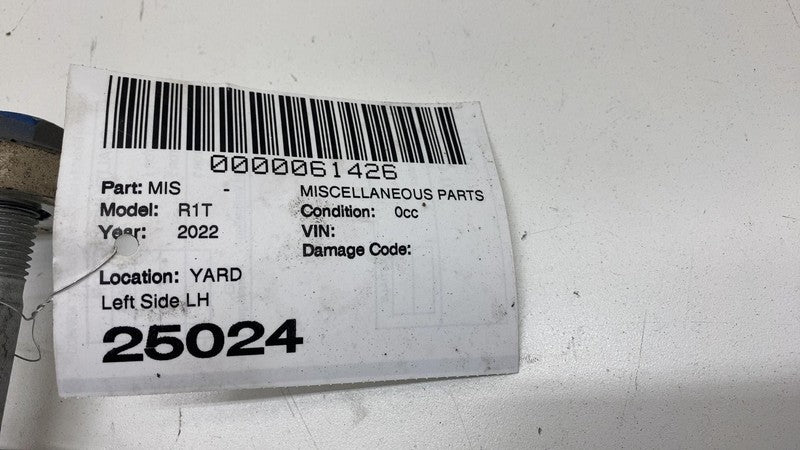 0000061426
Part: MIS - MISCELLANEOUS PARTS
Model: R1T Condition: 0cc
Year: 2022 VIN:
Damage Code:
Location: YARD
Left Side LH
25024